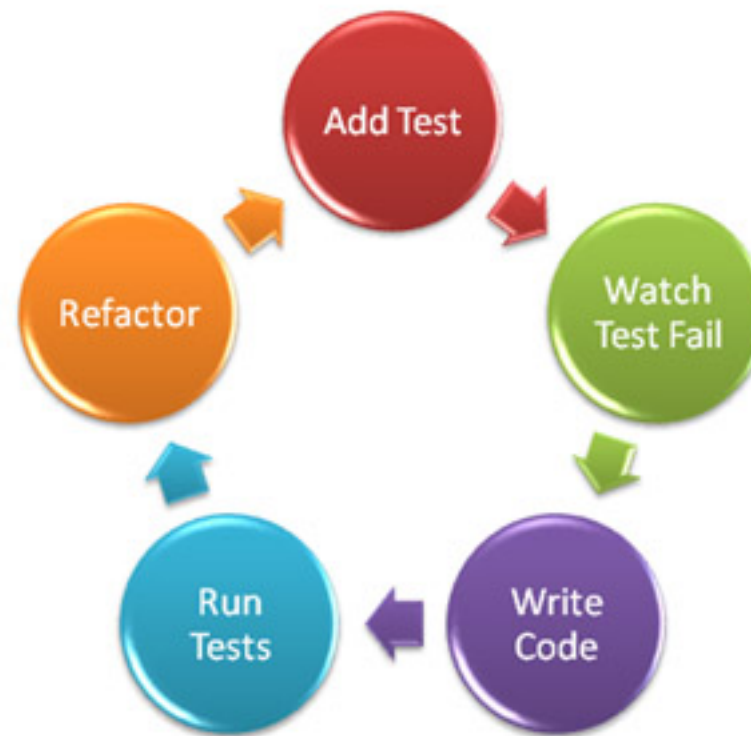 Add Test
Watch
Test Fail
Write
Code
Run
Tests
Refactor